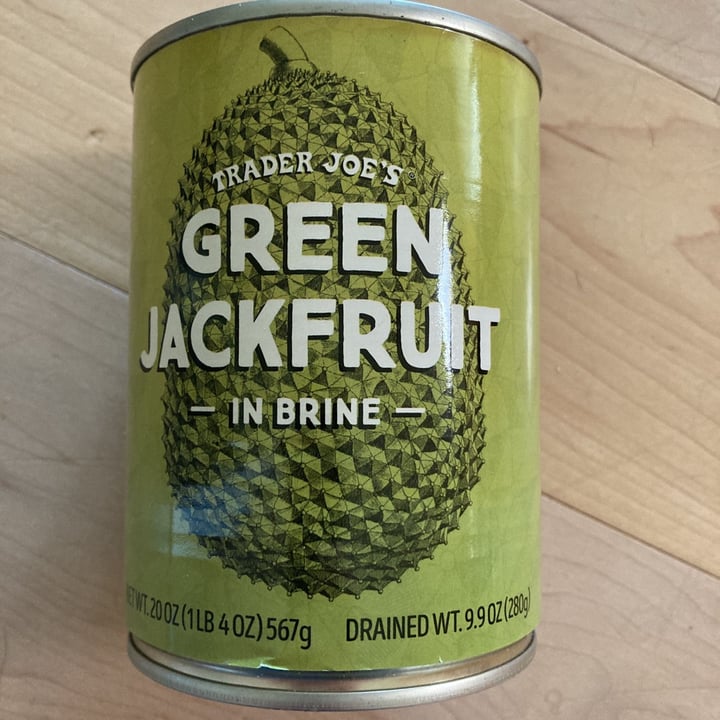 TRADER JOE'S®
GREEN
JACKFRUIT
— IN BRINE —
NET WT. 20 OZ (1 LB 4 OZ) 567g DRAINED WT. 9.9 OZ (280g)